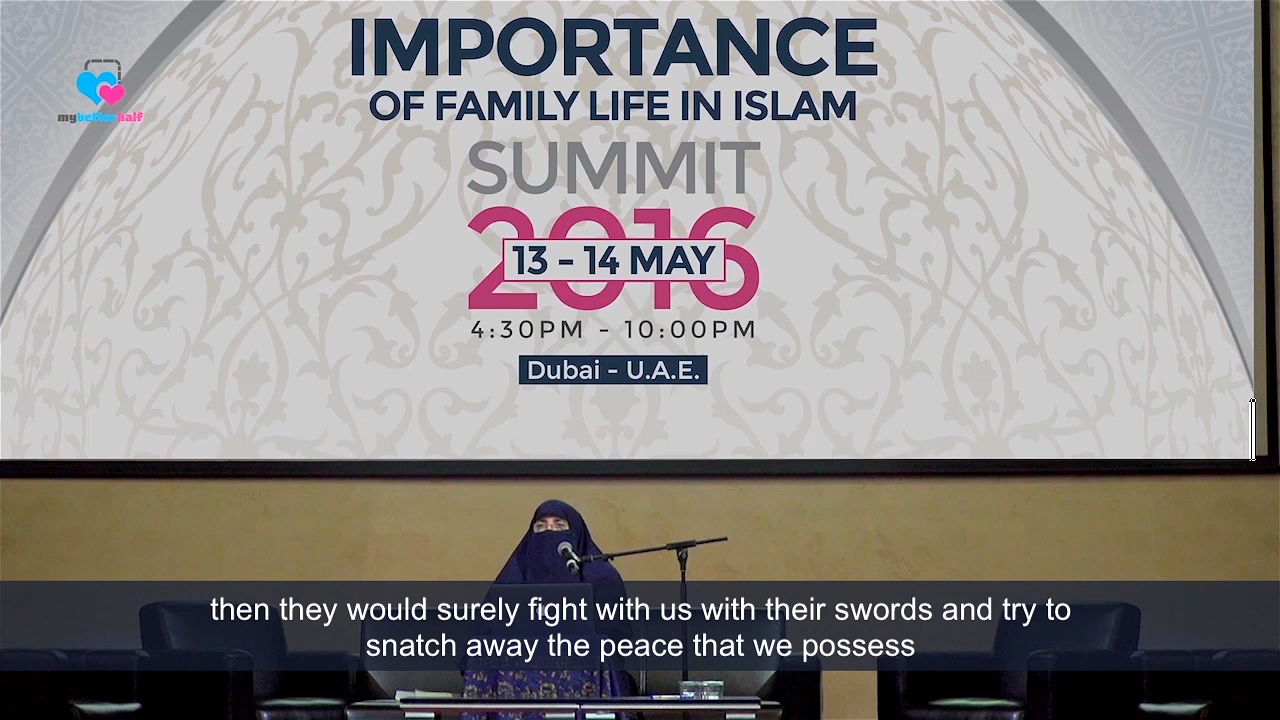 IMPORTANCE
OF FAMILY LIFE IN ISLAM
SUMMIT
2016
13 - 14 MAY
4:30PM - 10:00PM
Dubai - U.A.E.
mybetterhalf
then they would surely fight with us with their swords and try to
snatch away the peace that we possess